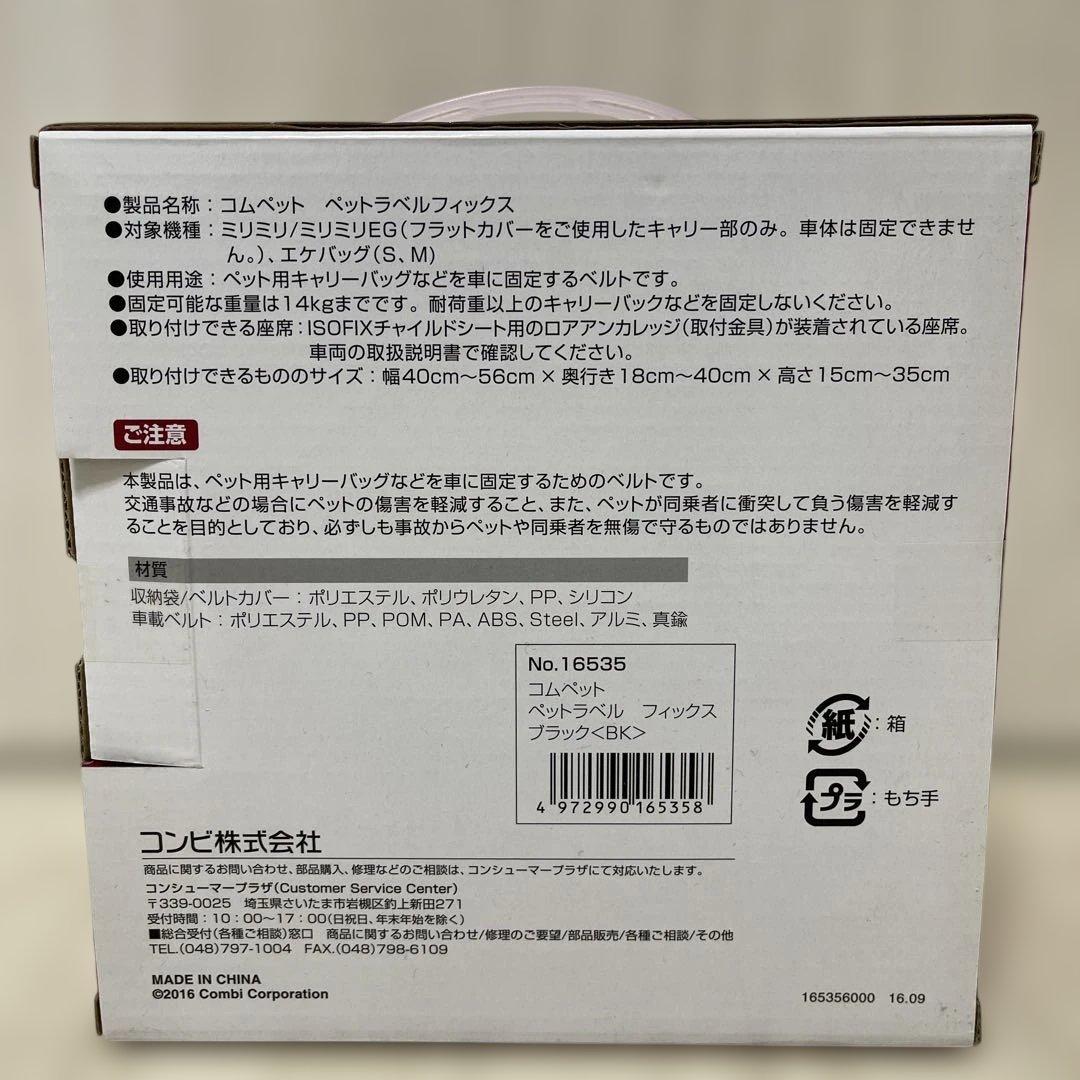 ●製品名称：コムペット　ペットラベルフィックス
●対象機種：ミリミリ/ミリミリEG(フラットカバーをご使用したキャリー部のみ。車体は固定できませ
ん。)、エケバッグ(S、M)
●使用用途：ペット用キャリーバッグなどを車に固定するベルトです。
●固定可能な重量は14kgまでです。耐荷重以上のキャリーバックなどを固定しないください。
●取り付けできる座席：ISOFIXチャイルドシート用のロアアンカレッジ(取付金具)が装着されている座席。
車両の取扱説明書で確認してください。
●取り付けできるもののサイズ：幅40cm～56cm×奥行き18cm～40cm×高さ15cm～35cm
ご注意
本製品は、ペット用キャリーバッグなどを車に固定するためのベルトです。
交通事故などの場合にペットの傷害を軽減すること、また、ペットが同乗者に衝突して負う傷害を軽減す
ることを目的としており、必ずしも事故からペットや同乗者を無傷で守るものではありません。
材質
収納袋/ベルトカバー：ポリエステル、ポリウレタン、PP、シリコン
車載ベルト：ポリエステル、PP、POM、PA、ABS、Steel、アルミ、真鍮
No.16535
コムペット
ペットラベル　フィックス
ブラック<BK>
4 972990 165358
紙：箱
プラ：もち手
コンビ株式会社
商品に関するお問い合わせ、部品購入、修理などのご相談は、コンシューマープラザにて対応いたします。
コンシューマープラザ(Customer Service Center)
〒339-0025　埼玉県さいたま市岩槻区釣上新田271
受付時間：10：00～17：00(日祝日、年末年始を除く)
■総合受付(各種ご相談)窓口　商品に関するお問い合わせ/修理のご要望/部品販売/各種ご相談/その他
TEL.(048)797-1004　FAX.(048)798-6109
MADE IN CHINA
©2016 Combi Corporation
165356000　16.09